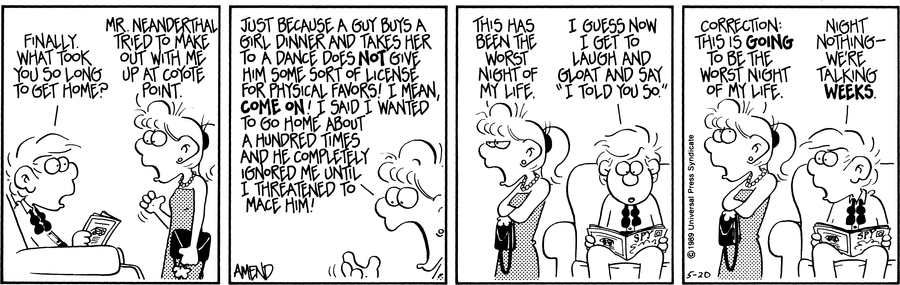 FINALLY.
WHAT TOOK
YOU SO LONG
TO GET HOME?
MR. NEANDERTHAL
TRIED TO MAKE
OUT WITH ME
UP AT COYOTE
POINT.
JUST BECAUSE A GUY BUYS A
GIRL DINNER AND TAKES HER
TO A DANCE DOES NOT GIVE
HIM SOME SORT OF LICENSE
FOR PHYSICAL FAVORS! I MEAN,
COME ON! I SAID I WANTED
TO GO HOME ABOUT
A HUNDRED TIMES
AND HE COMPLETELY
IGNORED ME UNTIL
I THREATENED TO
MACE HIM!
AMEND
THIS HAS
BEEN THE
WORST
NIGHT OF
MY LIFE.
I GUESS NOW
I GET TO
LAUGH AND
GLOAT AND SAY
"I TOLD YOU SO."
SPY
CORRECTION:
THIS IS GOING
TO BE THE
WORST NIGHT
OF MY LIFE.
NIGHT
NOTHING—
WE'RE
TALKING
WEEKS.
SPY
© 1989 Universal Press Syndicate
5-20